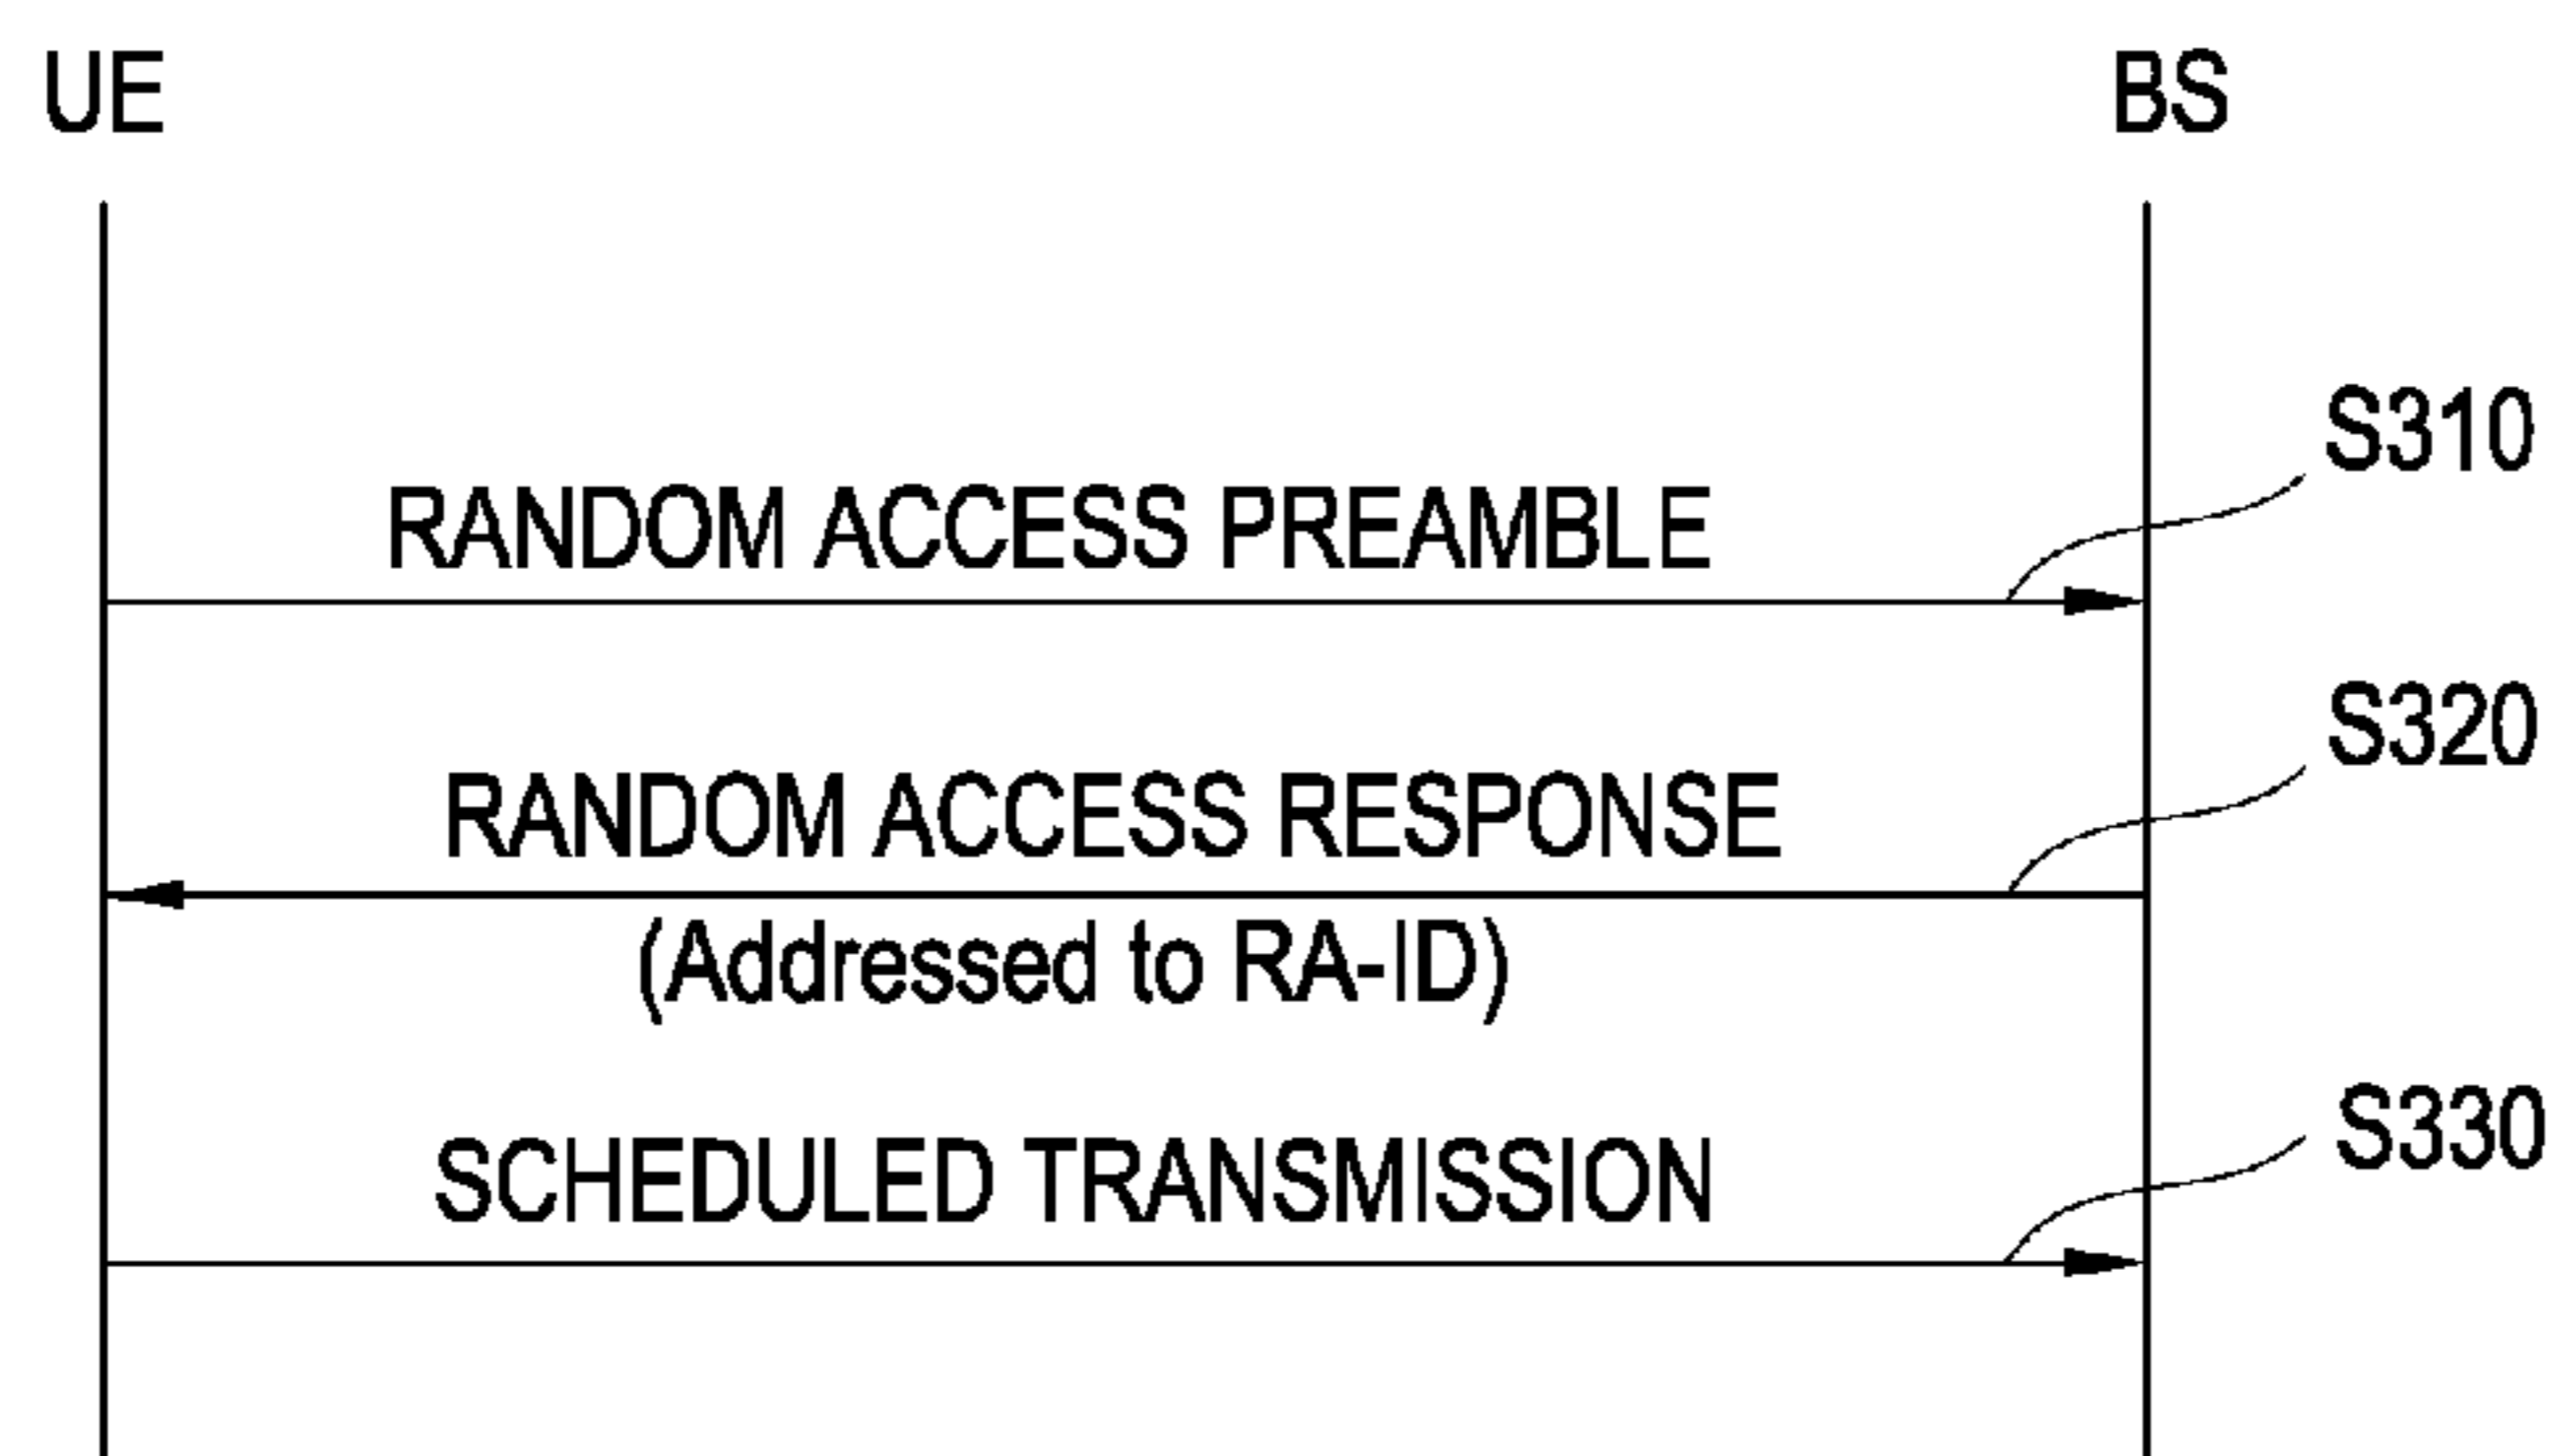 UE
BS
S310
RANDOM ACCESS PREAMBLE
S320
RANDOM ACCESS RESPONSE
(Addressed to RA-ID)
S330
SCHEDULED TRANSMISSION